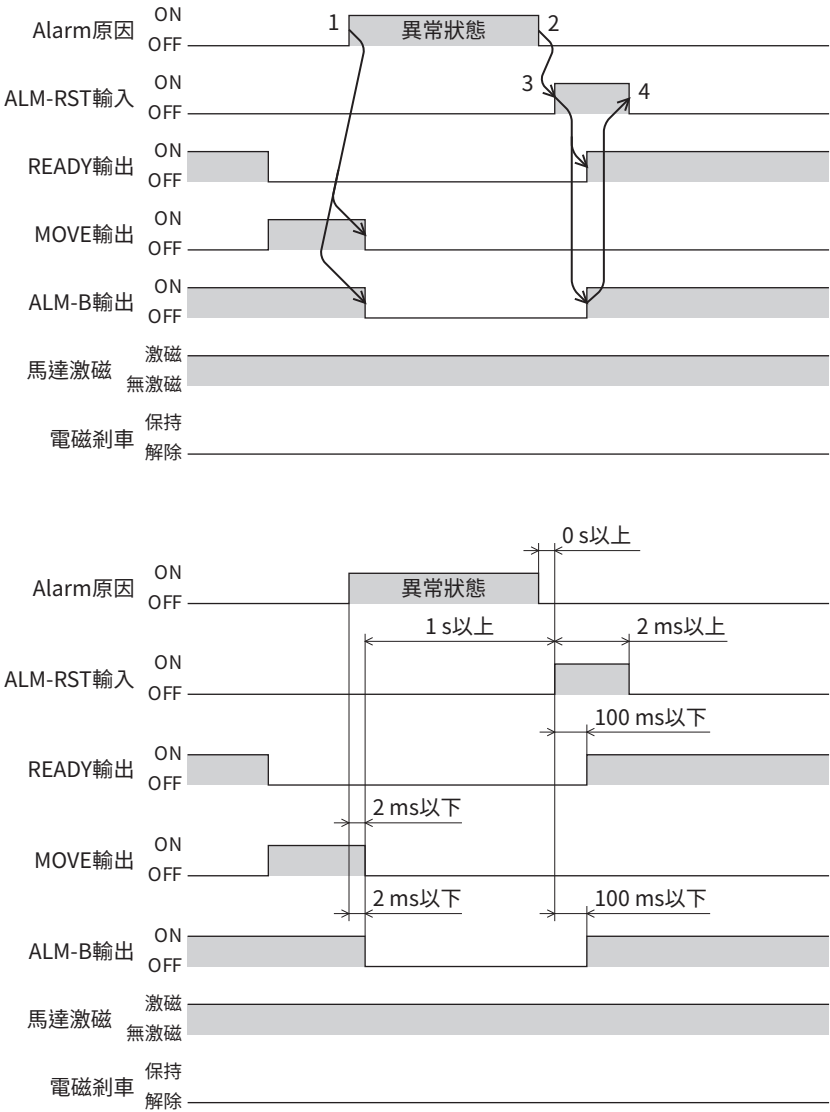 Alarm原因 ON OFF 1 異常狀態 2
ALM-RST輸入 ON OFF 3 4
READY輸出 ON OFF
MOVE輸出 ON OFF
ALM-B輸出 ON OFF
馬達激磁 激磁 無激磁
電磁剎車 保持 解除
0 s以上
Alarm原因 ON OFF 異常狀態
1 s以上 2 ms以上
ALM-RST輸入 ON OFF
100 ms以下
READY輸出 ON OFF
2 ms以下
MOVE輸出 ON OFF
2 ms以下 100 ms以下
ALM-B輸出 ON OFF
馬達激磁 激磁 無激磁
電磁剎車 保持 解除